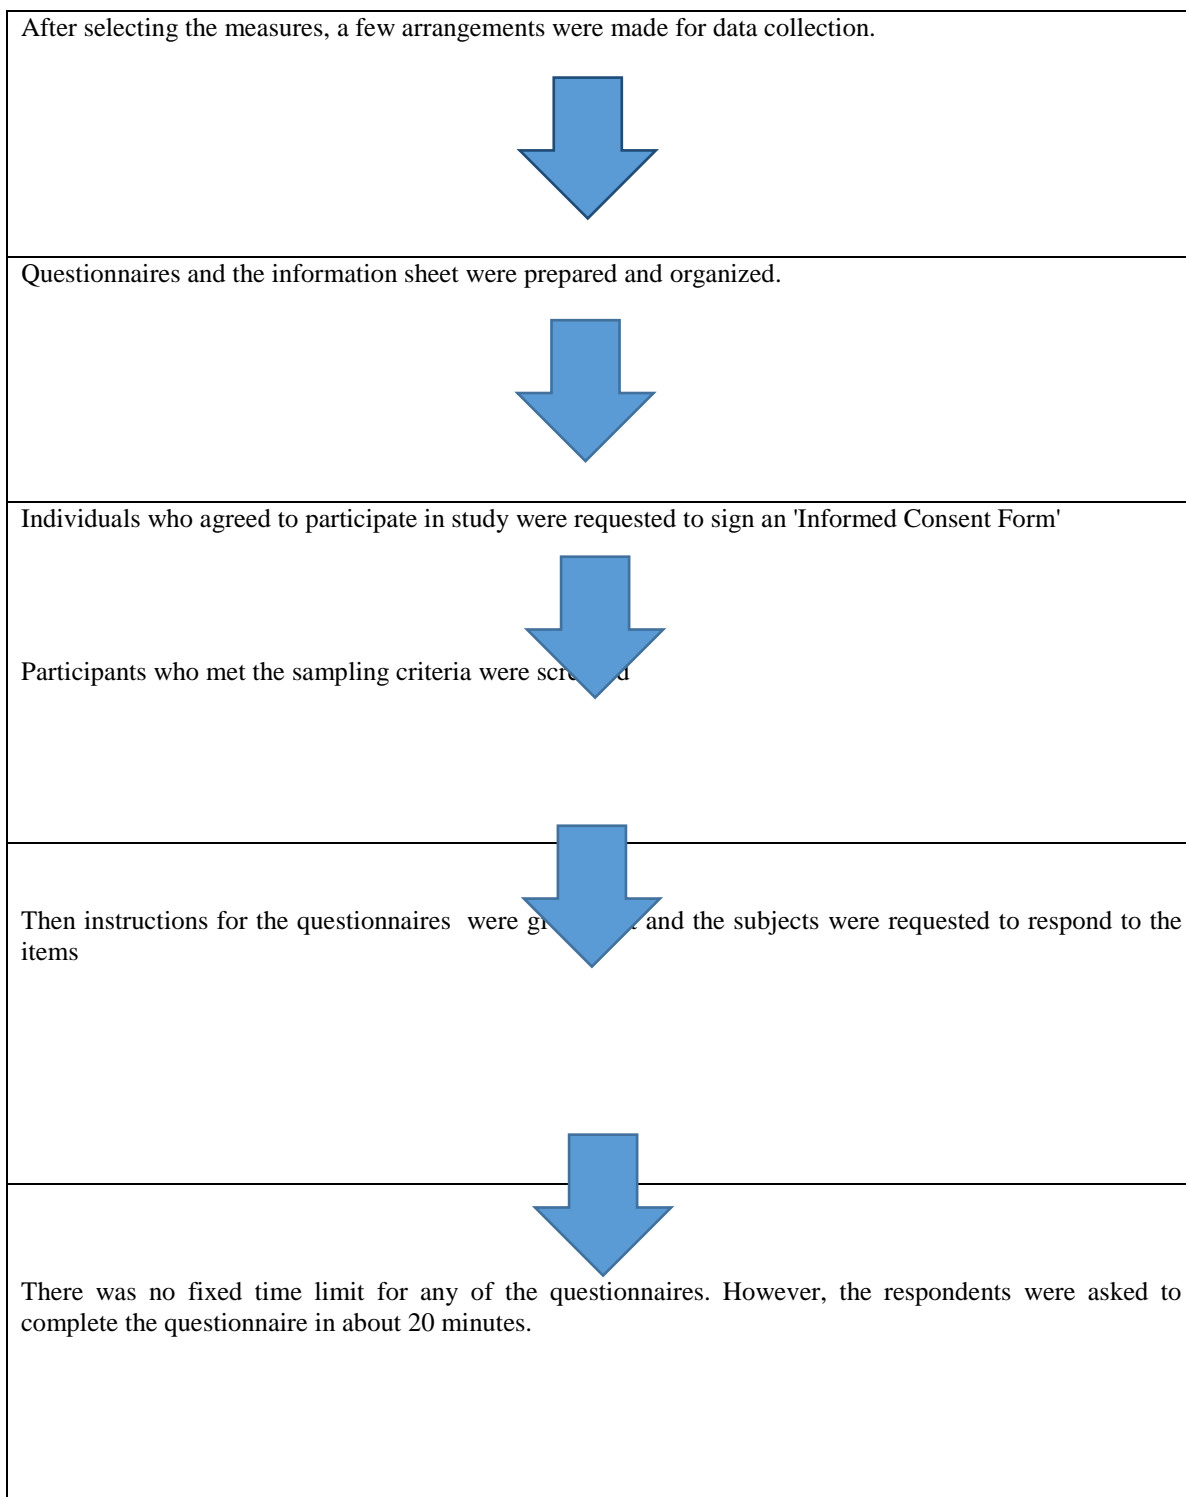 After selecting the measures, a few arrangements were made for data collection.
Questionnaires and the information sheet were prepared and organized.
Individuals who agreed to participate in study were requested to sign an 'Informed Consent Form'
Participants who met the sampling criteria were
Then instructions for the questionnaires were and the subjects were requested to respond to the
items
There was no fixed time limit for any of the questionnaires. However, the respondents were asked to
complete the questionnaire in about 20 minutes.